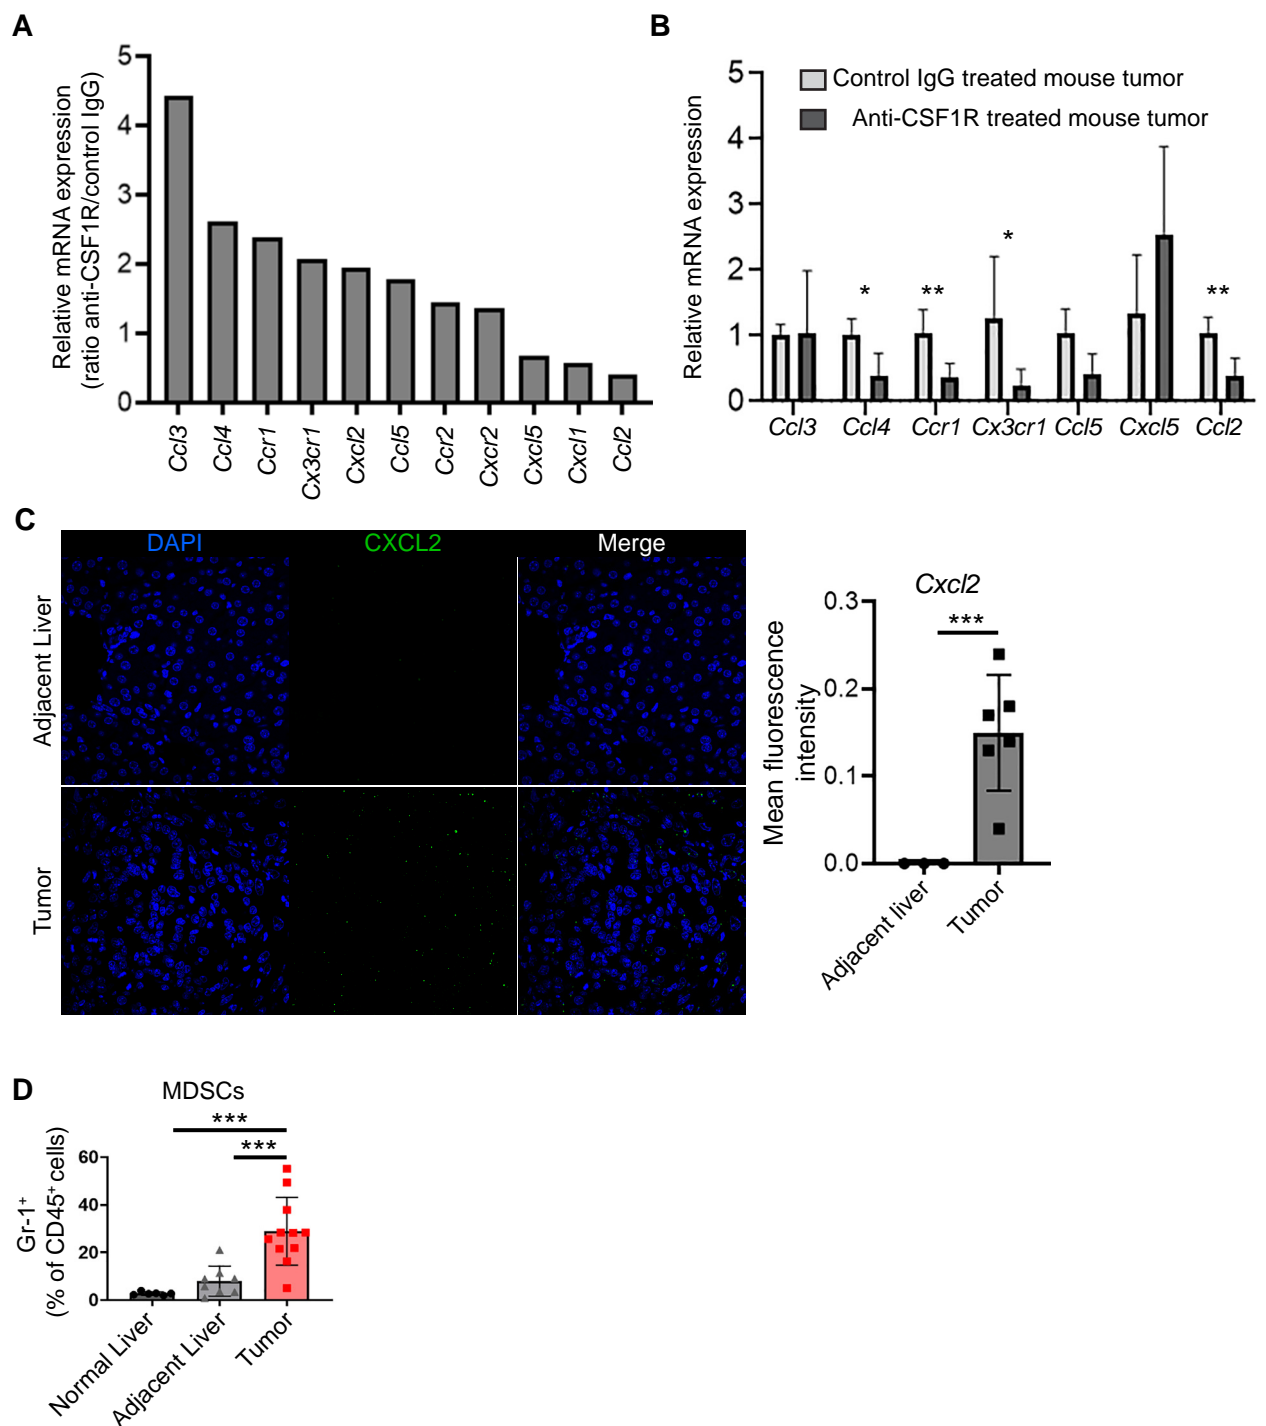 A
Relative mRNA expression
(ratio anti-CSF1R/control IgG)
5
4
3
2
1
0
Ccl3
Ccl4
Ccr1
Cx3cr1
Cxcl2
Ccl5
Ccr2
Cxcr2
Cxcl5
Cxcl1
Ccl2
B
Relative mRNA expression
5
4
3
2
1
0
Control IgG treated mouse tumor
Anti-CSF1R treated mouse tumor
*
**
*
**
Ccl3 Ccl4 Ccr1 Cx3cr1 Ccl5 Cxcl5 Ccl2
C
DAPI CXCL2 Merge
Adjacent Liver
Tumor
Cxcl2
***
Mean fluorescence
intensity
0.3
0.2
0.1
0.0
Adjacent liver
Tumor
D
MDSCs
***
***
Gr-1⁺
(% of CD45⁺ cells)
60
40
20
0
Normal Liver
Adjacent Liver
Tumor